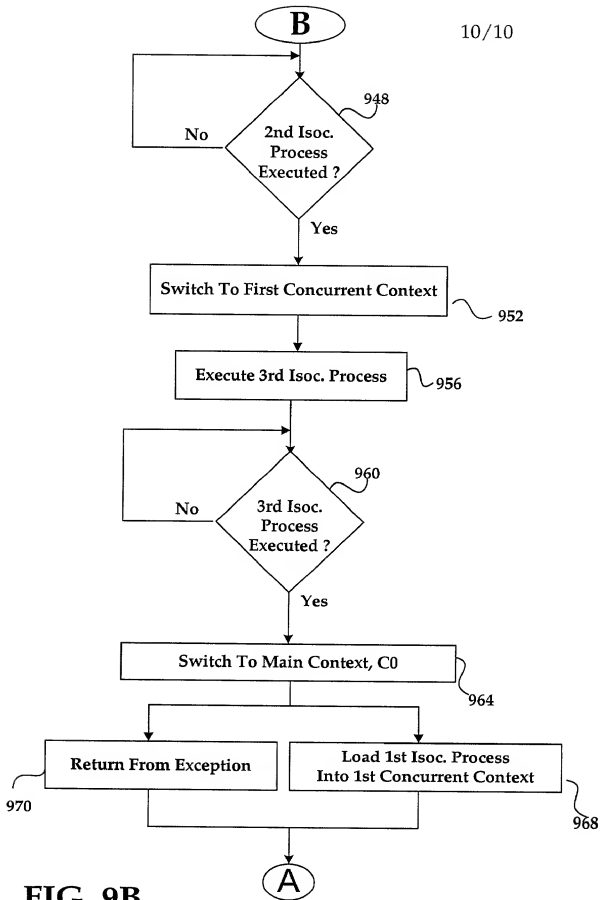 B
10/10
948
2nd Isoc.
Process
Executed ?
No
Yes
Switch To First Concurrent Context
952
Execute 3rd Isoc. Process
956
960
3rd Isoc.
Process
Executed ?
No
Yes
Switch To Main Context, C0
964
Return From Exception
970
Load 1st Isoc. Process
Into 1st Concurrent Context
968
A
FIG. 9B